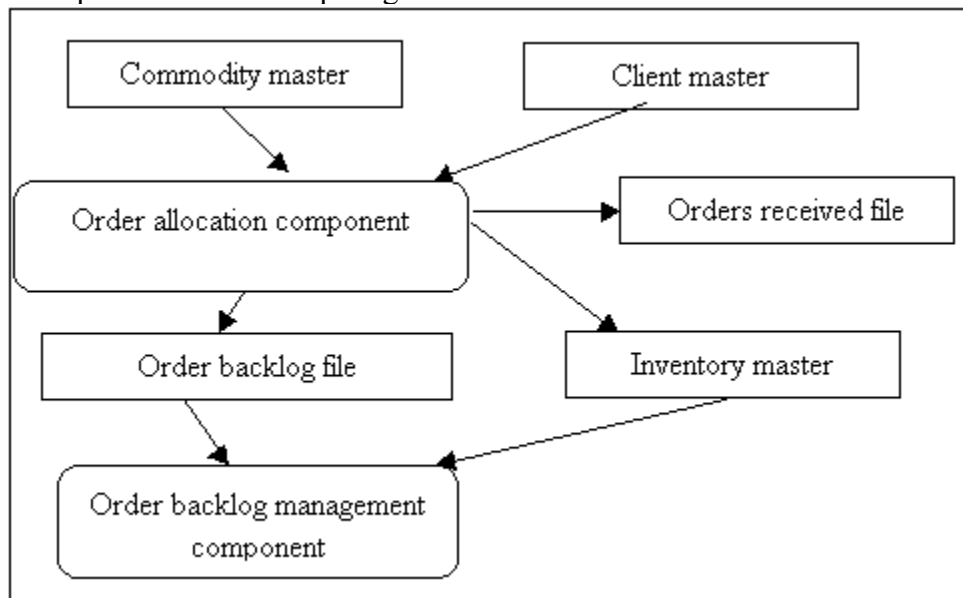 Commodity master
Client master
Order allocation component
Orders received file
Order backlog file
Inventory master
Order backlog management
component